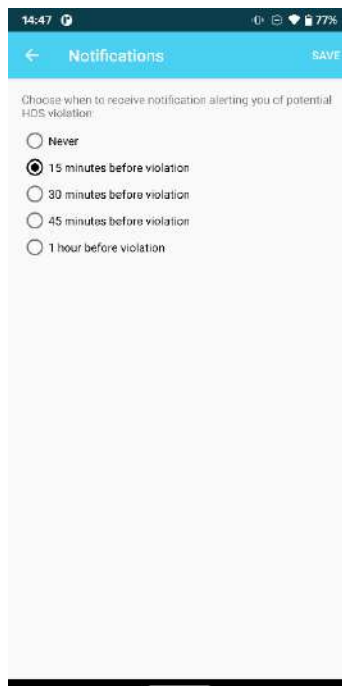 14:47 77%
Notifications SAVE
Choose when to receive notification alerting you of potential
HOS violation:
Never
15 minutes before violation
30 minutes before violation
45 minutes before violation
1 hour before violation